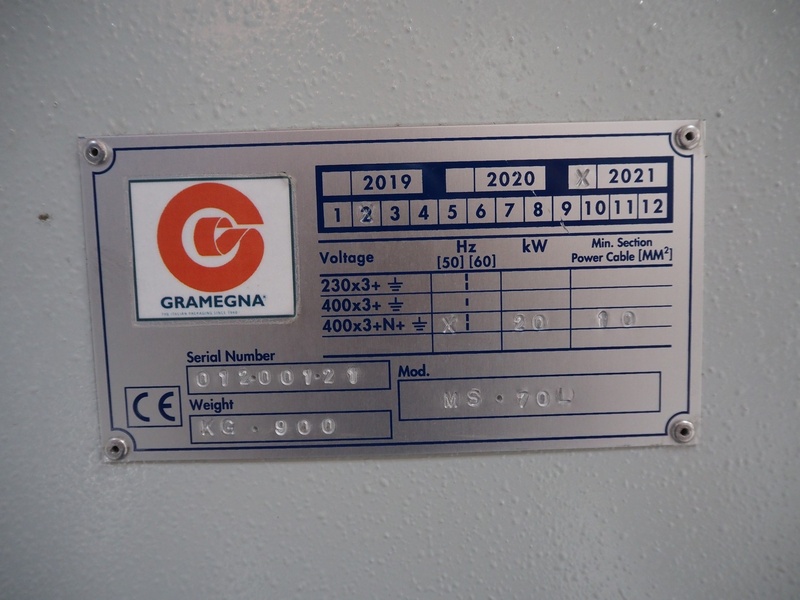 2019 2020 X 2021
1 2 3 4 5 6 7 8 9 10 11 12
Voltage Hz [50] [60] kW Min. Section Power Cable [MM²]
230x3+
400x3+
400x3+N+ X 20 10
GRAMEGNA
Serial Number
012·001·21
Mod.
MS·70L
CE
Weight
KG·900